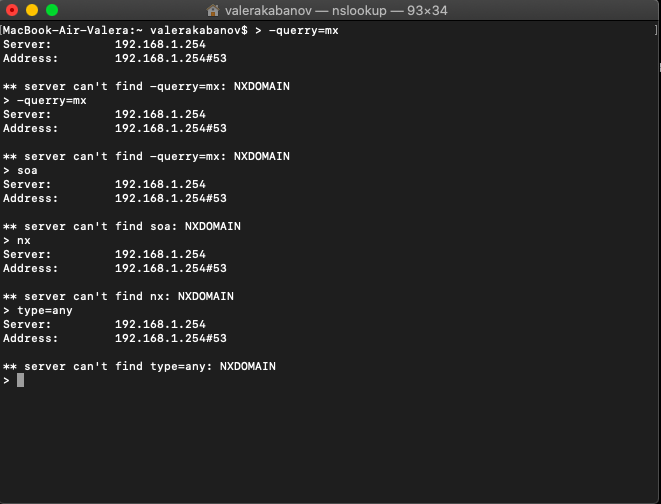 valerakabanov — nslookup — 93×34
[MacBook-Air-Valera:~ valerakabanov$ > -querry=mx ]
Server:		192.168.1.254
Address:	192.168.1.254#53
** server can't find -querry=mx: NXDOMAIN
> -querry=mx
Server:		192.168.1.254
Address:	192.168.1.254#53
** server can't find -querry=mx: NXDOMAIN
> soa
Server:		192.168.1.254
Address:	192.168.1.254#53
** server can't find soa: NXDOMAIN
> nx
Server:		192.168.1.254
Address:	192.168.1.254#53
** server can't find nx: NXDOMAIN
> type=any
Server:		192.168.1.254
Address:	192.168.1.254#53
** server can't find type=any: NXDOMAIN
>